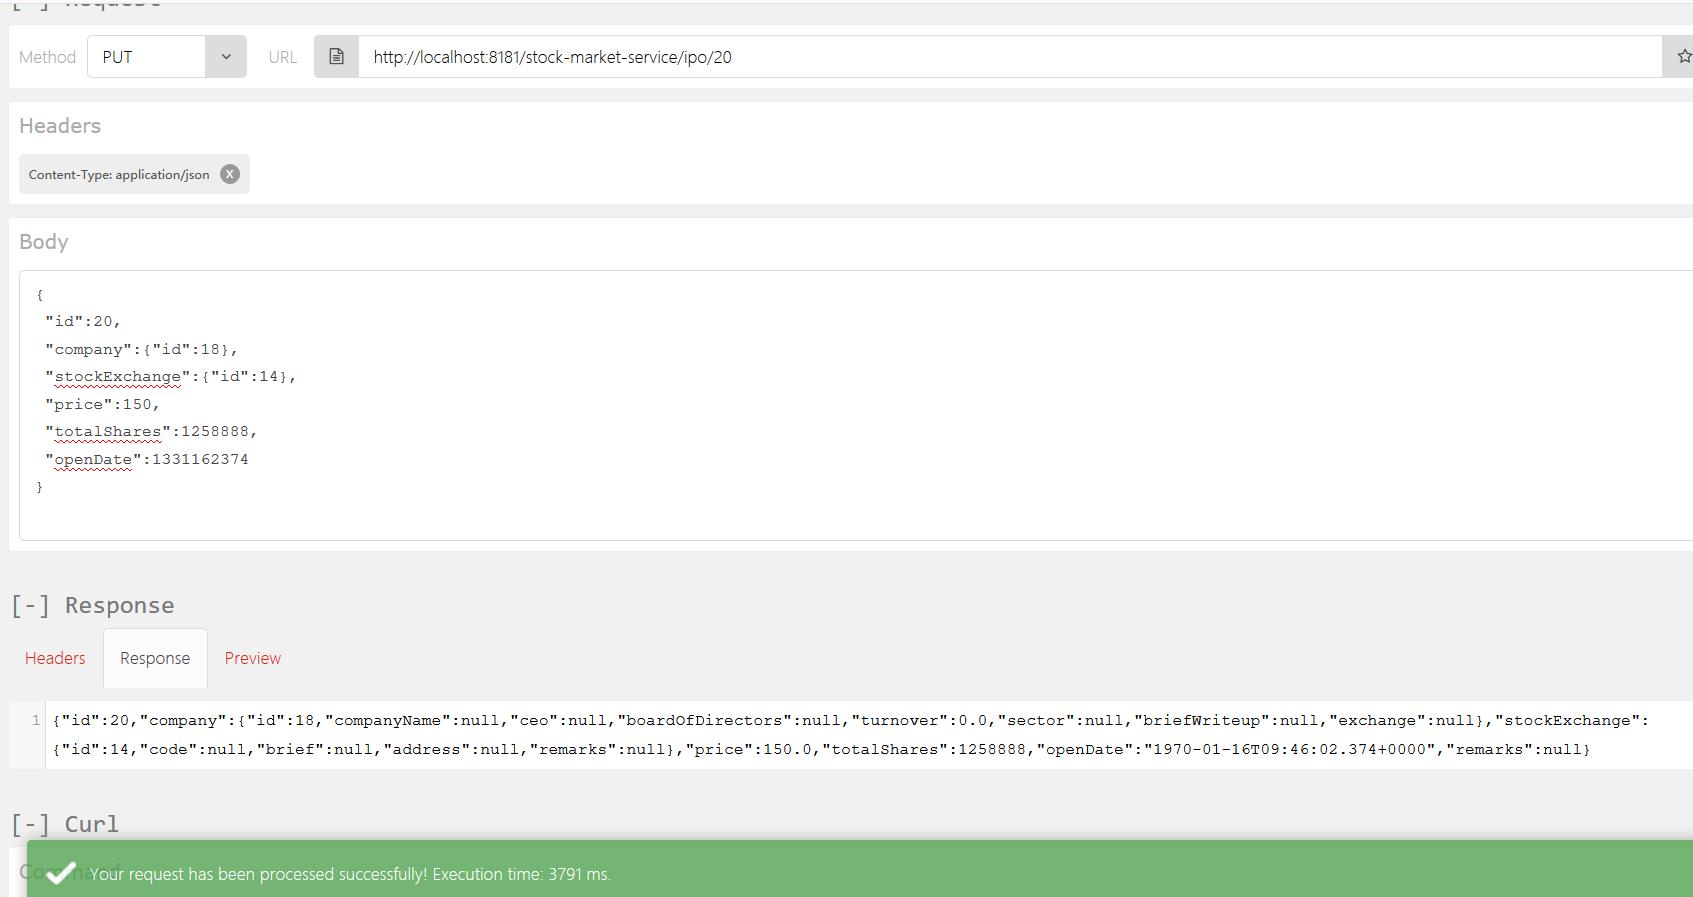 [-] Request
Method PUT URL http://localhost:8181/stock-market-service/ipo/20
Headers
Content-Type: application/json X
Body
{
"id":20,
"company":{"id":18},
"stockExchange":{"id":14},
"price":150,
"totalShares":1258888,
"openDate":1331162374
}
[-] Response
Headers Response Preview
1 {"id":20,"company":{"id":18,"companyName":null,"ceo":null,"boardOfDirectors":null,"turnover":0.0,"sector":null,"briefWriteup":null,"exchange":null},"stockExchange":
{"id":14,"code":null,"brief":null,"address":null,"remarks":null},"price":150.0,"totalShares":1258888,"openDate":"1970-01-16T09:46:02.374+0000","remarks":null}
[-] Curl
Command
Your request has been processed successfully! Execution time: 3791 ms.